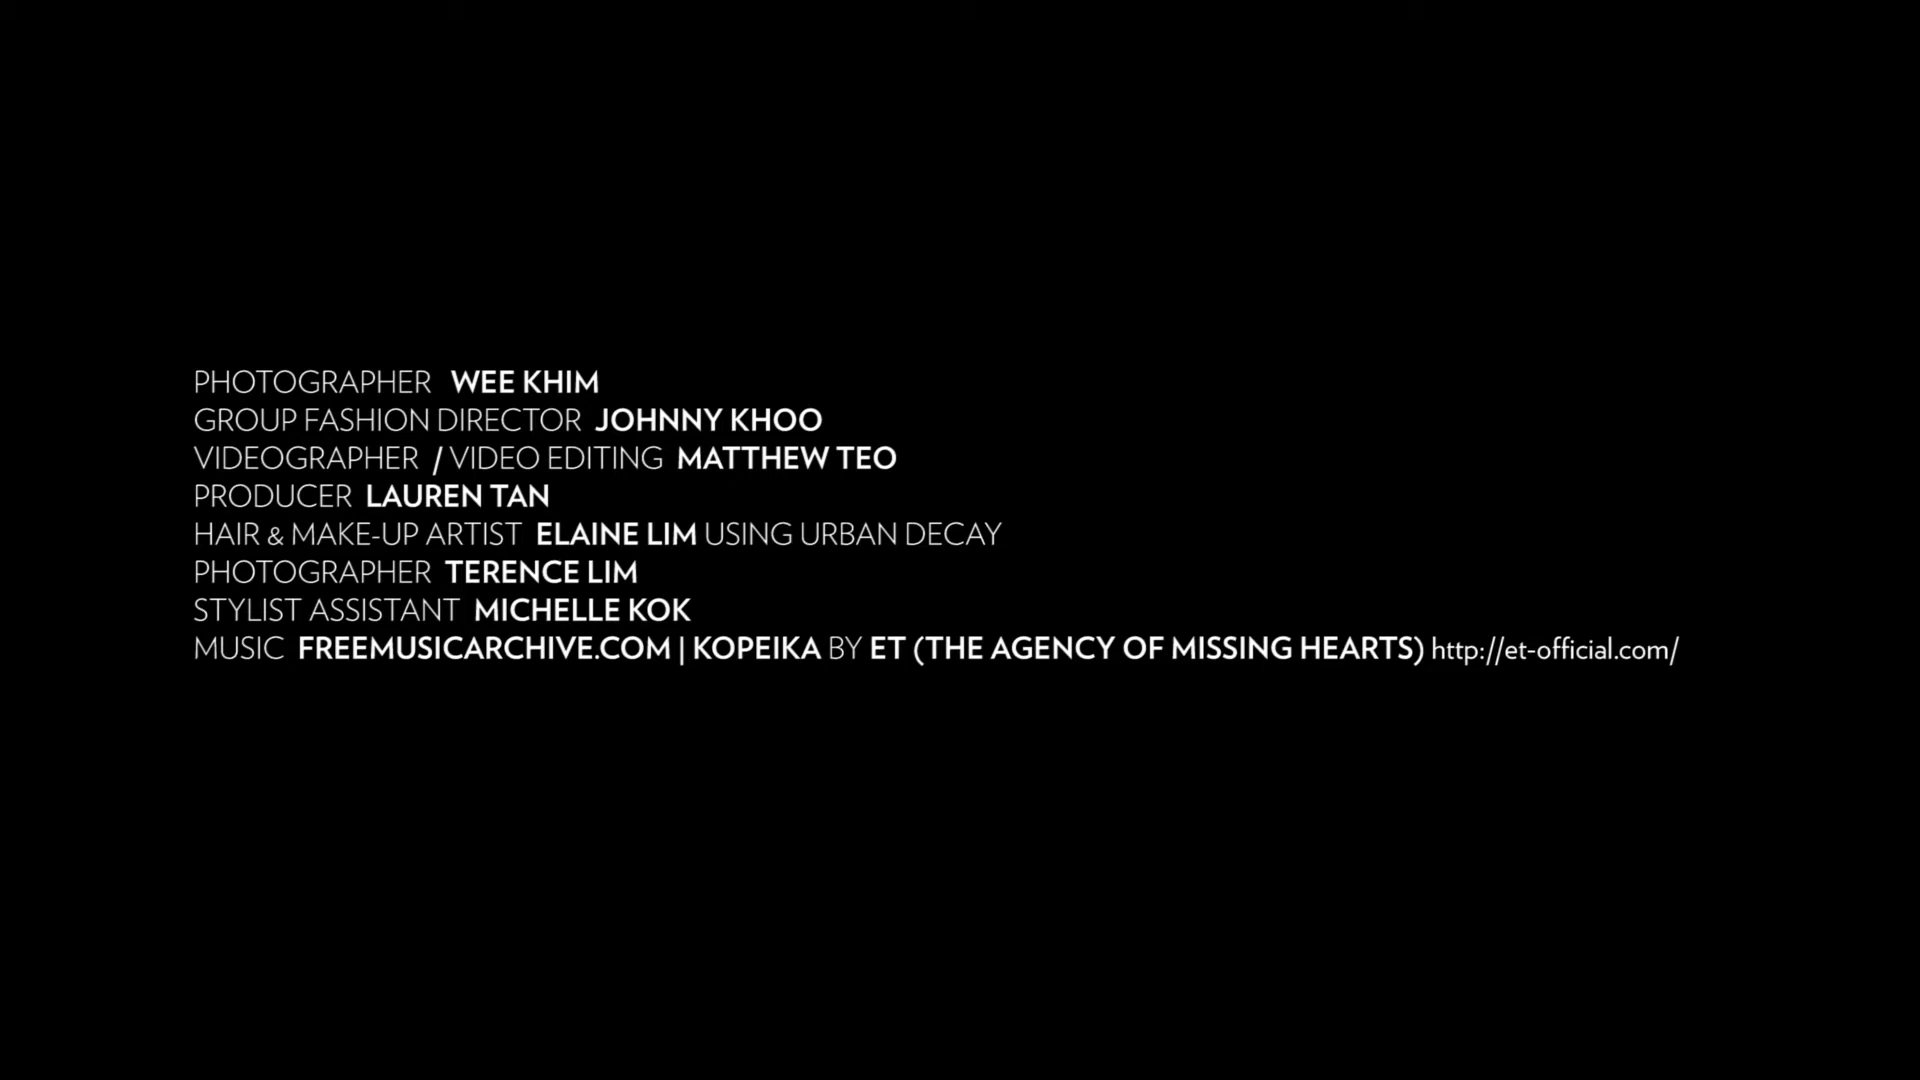 PHOTOGRAPHER WEE KHIM
GROUP FASHION DIRECTOR JOHNNY KHOO
VIDEOGRAPHER / VIDEO EDITING MATTHEW TEO
PRODUCER LAUREN TAN
HAIR & MAKE-UP ARTIST ELAINE LIM USING URBAN DECAY
PHOTOGRAPHER TERENCE LIM
STYLIST ASSISTANT MICHELLE KOK
MUSIC FREEMUSICARCHIVE.COM | KOPEIKA BY ET (THE AGENCY OF MISSING HEARTS) http://et-official.com/